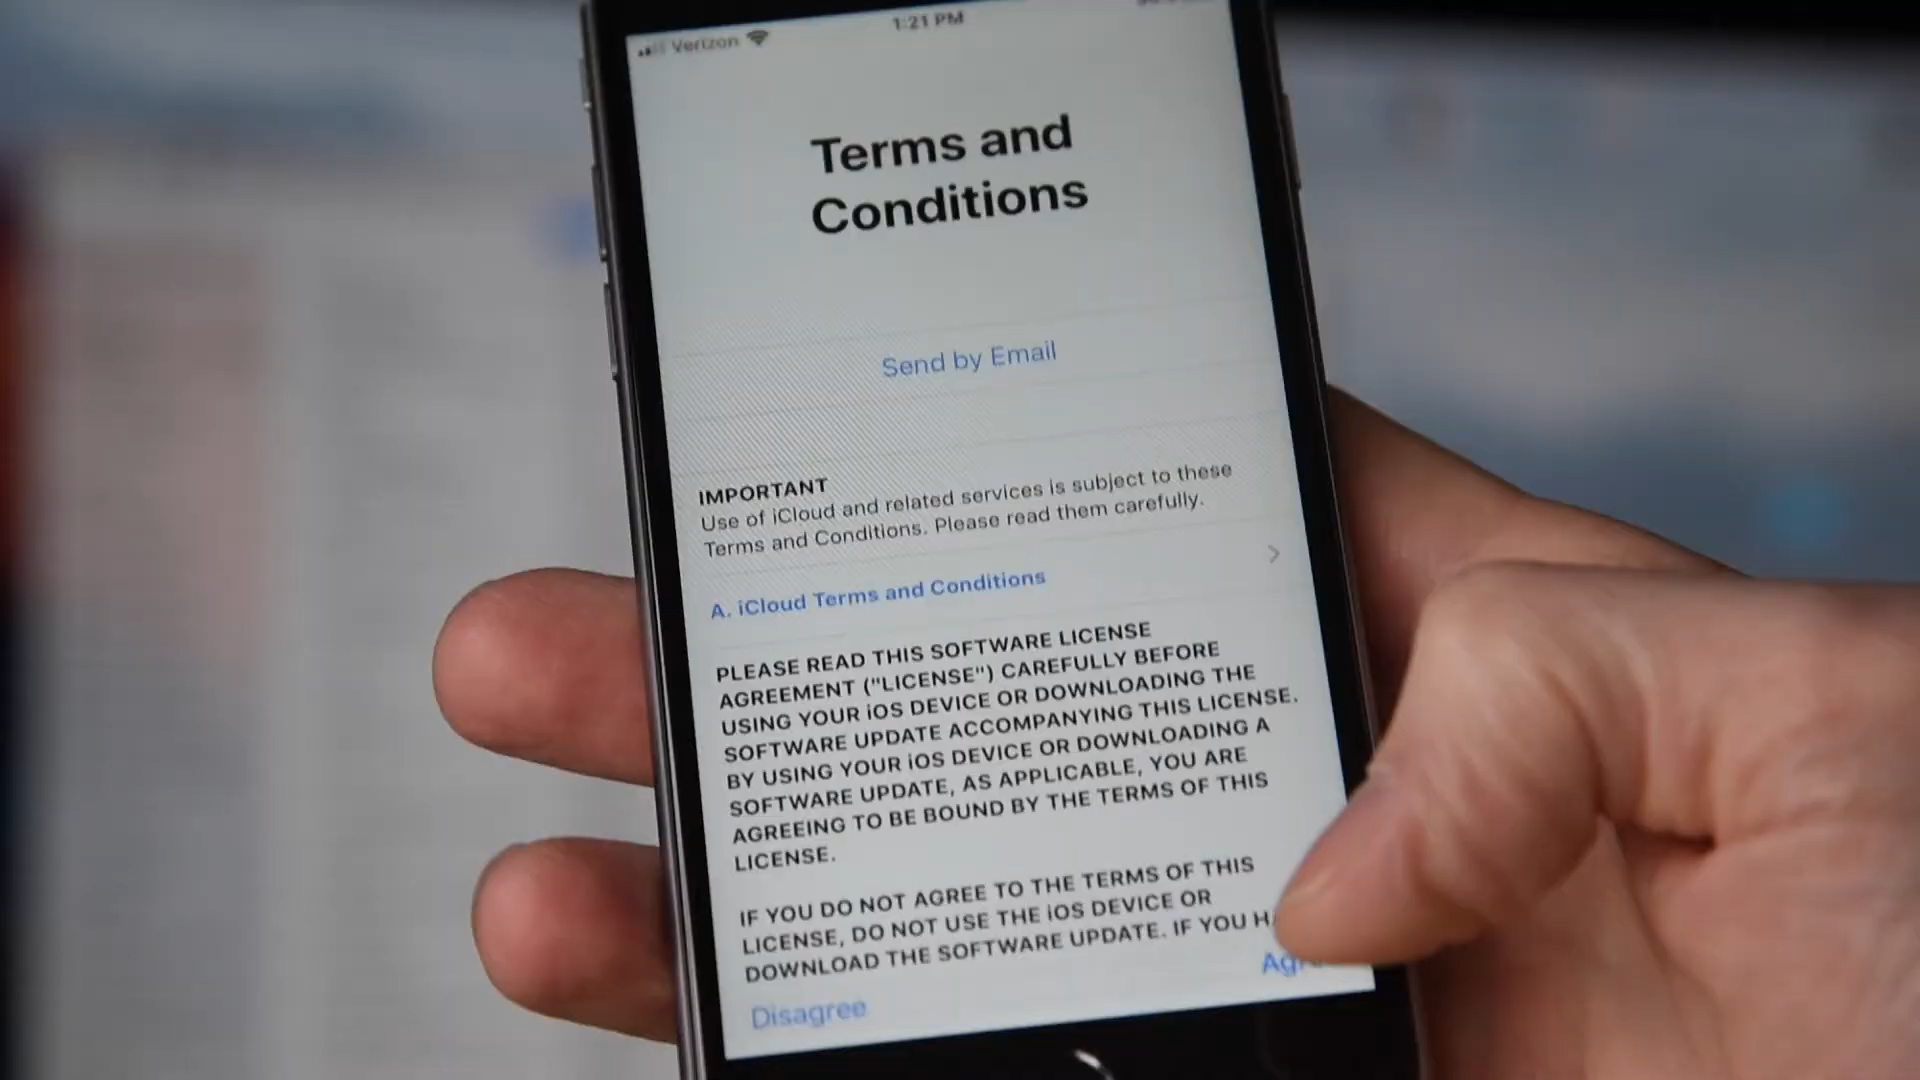 Verizon
1:21 PM
Terms and
Conditions
Send by Email
IMPORTANT
Use of iCloud and related services is subject to these
Terms and Conditions. Please read them carefully.
A. iCloud Terms and Conditions
PLEASE READ THIS SOFTWARE LICENSE
AGREEMENT ("LICENSE") CAREFULLY BEFORE
USING YOUR iOS DEVICE OR DOWNLOADING THE
SOFTWARE UPDATE ACCOMPANYING THIS LICENSE.
BY USING YOUR iOS DEVICE OR DOWNLOADING A
SOFTWARE UPDATE, AS APPLICABLE, YOU ARE
AGREEING TO BE BOUND BY THE TERMS OF THIS
LICENSE.
IF YOU DO NOT AGREE TO THE TERMS OF THIS
LICENSE, DO NOT USE THE iOS DEVICE OR
DOWNLOAD THE SOFTWARE UPDATE. IF YOU
Disagree